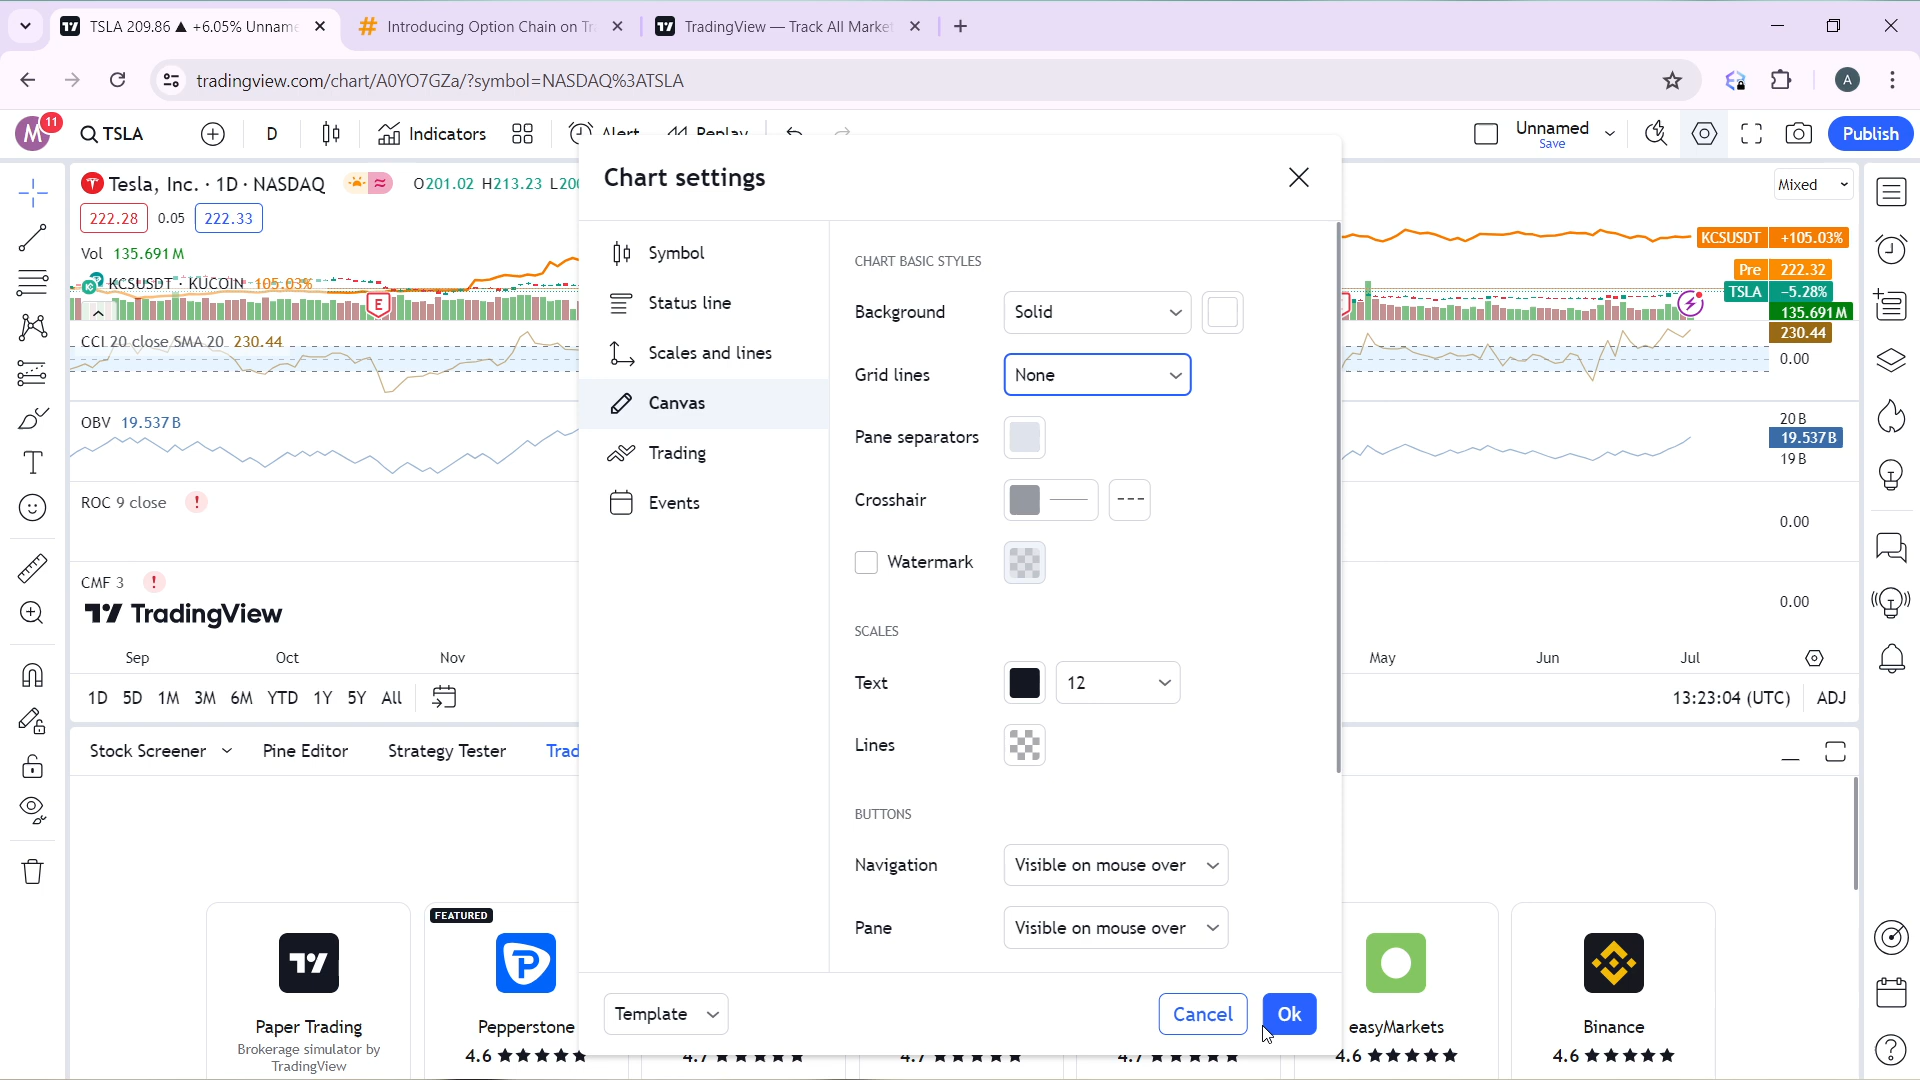 TSLA 209.86 ▲ +6.05% Unname
Introducing Option Chain on Tr
TradingView — Track All Marke
tradingview.com/chart/A0YO7GZa/?symbol=NASDAQ%3ATSLA
A
M
11
TSLA
D
Indicators
Alert
Replay
Unnamed
Save
Publish
Tesla, Inc. · 1D · NASDAQ
O201.02 H213.23 L20
Mixed
222.28
0.05
222.33
Vol 135.691 M
KCSUSDT · KUCOIN 105.03%
E
KCSUSDT +105.03%
Pre 222.32
TSLA -5.28%
135.691 M
230.44
CCI 20 close SMA 20 230.44
0.00
OBV 19.537 B
20 B
19.537 B
19 B
ROC 9 close !
0.00
CMF 3 !
0.00
TradingView
Sep
Oct
Nov
May
Jun
Jul
1D 5D 1M 3M 6M YTD 1Y 5Y All
13:23:04 (UTC)
ADJ
Stock Screener
Pine Editor
Strategy Tester
Trad
Chart settings
Symbol
Status line
Scales and lines
Canvas
Trading
Events
CHART BASIC STYLES
Background
Solid
Grid lines
None
Pane separators
Crosshair
Watermark
SCALES
Text
12
Lines
BUTTONS
Navigation
Visible on mouse over
Pane
Visible on mouse over
Template
Cancel
Ok
Paper Trading
Brokerage simulator by
TradingView
FEATURED
Pepperstone
4.6 ★★★★★
4.7 ★★★★★
4.7 ★★★★★
4.7 ★★★★★
easyMarkets
4.6 ★★★★★
Binance
4.6 ★★★★★